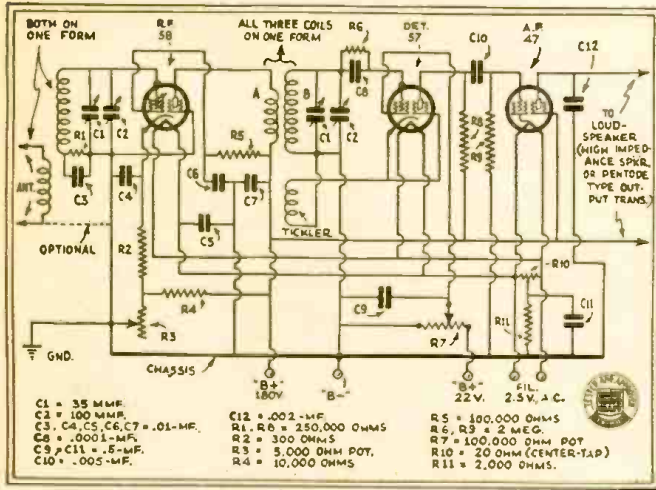 BOTH ON
ONE FORM
R.F.
58
ALL THREE COILS
ON ONE FORM
R6
DET.
57
C10
A.F.
47
C12
A
B
C8
C1
C2
C1
C2
R1
R5
R8
R9
TO
LOUD-
SPEAKER
(HIGH IMPE-
DANCE SPKR.
OR PENTODE
TYPE OUT-
PUT TRANS.)
ANT.
C3
C4
C6
C7
OPTIONAL
TICKLER
R2
C5
R10
R4
C9
R11
C11
R3
R7
GND.
CHASSIS
"B+"
180V.
"B-"
"B+"
22V.
FIL.
2.5V., A.C.
C1 = 35 MMF.
C2 = 100 MMF.
C3, C4, C5, C6, C7 = .01-MF.
C8 = .0001-MF.
C9, C11 = .5-MF.
C10 = .005-MF.
C12 = .002-MF.
R1, R8 = 250,000 OHMS
R2 = 300 OHMS
R3 = 5,000 OHM POT.
R4 = 10,000 OHMS
R5 = 100,000 OHMS
R6, R9 = 2 MEG.
R7 = 100,000 OHM POT
R10 = 20 OHM (CENTER-TAP)
R11 = 2,000 OHMS.